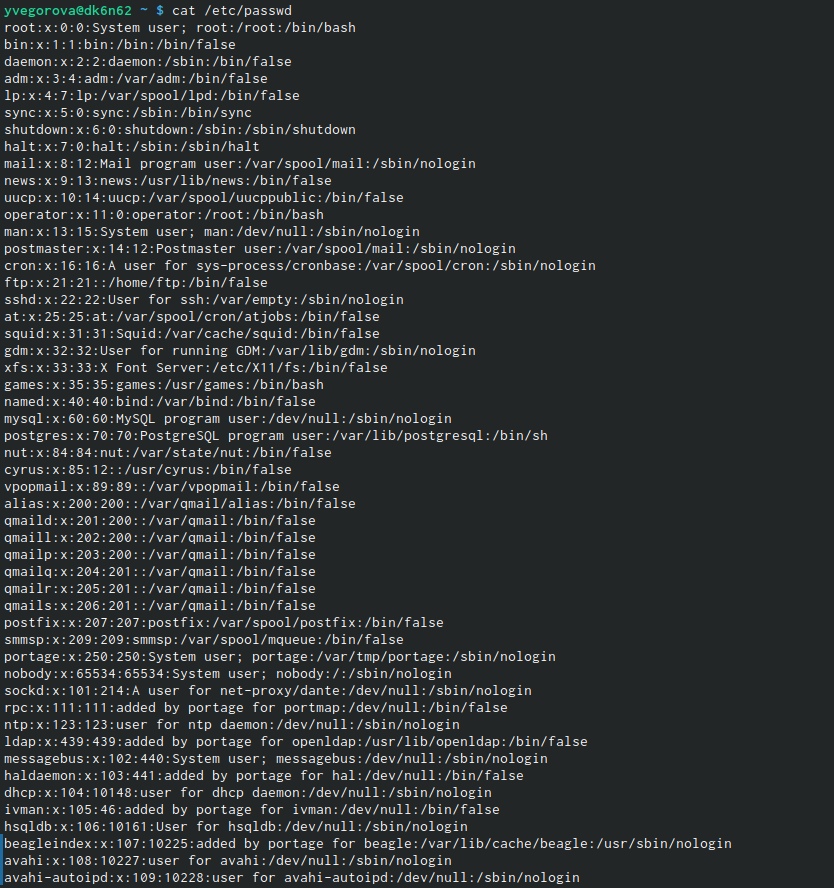 yvegorova@dk6n62 ~ $ cat /etc/passwd
root:x:0:0:System user; root:/root:/bin/bash
bin:x:1:1:bin:/bin:/bin/false
daemon:x:2:2:daemon:/sbin:/bin/false
adm:x:3:4:adm:/var/adm:/bin/false
lp:x:4:7:lp:/var/spool/lpd:/bin/false
sync:x:5:0:sync:/sbin:/bin/sync
shutdown:x:6:0:shutdown:/sbin:/sbin/shutdown
halt:x:7:0:halt:/sbin:/sbin/halt
mail:x:8:12:Mail program user:/var/spool/mail:/sbin/nologin
news:x:9:13:news:/usr/lib/news:/bin/false
uucp:x:10:14:uucp:/var/spool/uucppublic:/bin/false
operator:x:11:0:operator:/root:/bin/bash
man:x:13:15:System user; man:/dev/null:/sbin/nologin
postmaster:x:14:12:Postmaster user:/var/spool/mail:/sbin/nologin
cron:x:16:16:A user for sys-process/cronbase:/var/spool/cron:/sbin/nologin
ftp:x:21:21::/home/ftp:/bin/false
sshd:x:22:22:User for ssh:/var/empty:/sbin/nologin
at:x:25:25:at:/var/spool/cron/atjobs:/bin/false
squid:x:31:31:Squid:/var/cache/squid:/bin/false
gdm:x:32:32:User for running GDM:/var/lib/gdm:/sbin/nologin
xfs:x:33:33:X Font Server:/etc/X11/fs:/bin/false
games:x:35:35:games:/usr/games:/bin/bash
named:x:40:40:bind:/var/bind:/bin/false
mysql:x:60:60:MySQL program user:/dev/null:/sbin/nologin
postgres:x:70:70:PostgreSQL program user:/var/lib/postgresql:/bin/sh
nut:x:84:84:nut:/var/state/nut:/bin/false
cyrus:x:85:12::/usr/cyrus:/bin/false
vpopmail:x:89:89::/var/vpopmail:/bin/false
alias:x:200:200::/var/qmail/alias:/bin/false
qmaild:x:201:200::/var/qmail:/bin/false
qmaill:x:202:200::/var/qmail:/bin/false
qmailp:x:203:200::/var/qmail:/bin/false
qmailq:x:204:201::/var/qmail:/bin/false
qmailr:x:205:201::/var/qmail:/bin/false
qmails:x:206:201::/var/qmail:/bin/false
postfix:x:207:207:postfix:/var/spool/postfix:/bin/false
smmsp:x:209:209:smmsp:/var/spool/mqueue:/bin/false
portage:x:250:250:System user; portage:/var/tmp/portage:/sbin/nologin
nobody:x:65534:65534:System user; nobody:/:/sbin/nologin
sockd:x:101:214:A user for net-proxy/dante:/dev/null:/sbin/nologin
rpc:x:111:111:added by portage for portmap:/dev/null:/bin/false
ntp:x:123:123:user for ntp daemon:/dev/null:/sbin/nologin
ldap:x:439:439:added by portage for openldap:/usr/lib/openldap:/bin/false
messagebus:x:102:440:System user; messagebus:/dev/null:/sbin/nologin
haldaemon:x:103:441:added by portage for hal:/dev/null:/bin/false
dhcp:x:104:10148:user for dhcp daemon:/dev/null:/sbin/nologin
ivman:x:105:46:added by portage for ivman:/dev/null:/bin/false
hsqldb:x:106:10161:User for hsqldb:/dev/null:/sbin/nologin
beagleindex:x:107:10225:added by portage for beagle:/var/lib/cache/beagle:/usr/sbin/nologin
avahi:x:108:10227:user for avahi:/dev/null:/sbin/nologin
avahi-autoipd:x:109:10228:user for avahi-autoipd:/dev/null:/sbin/nologin